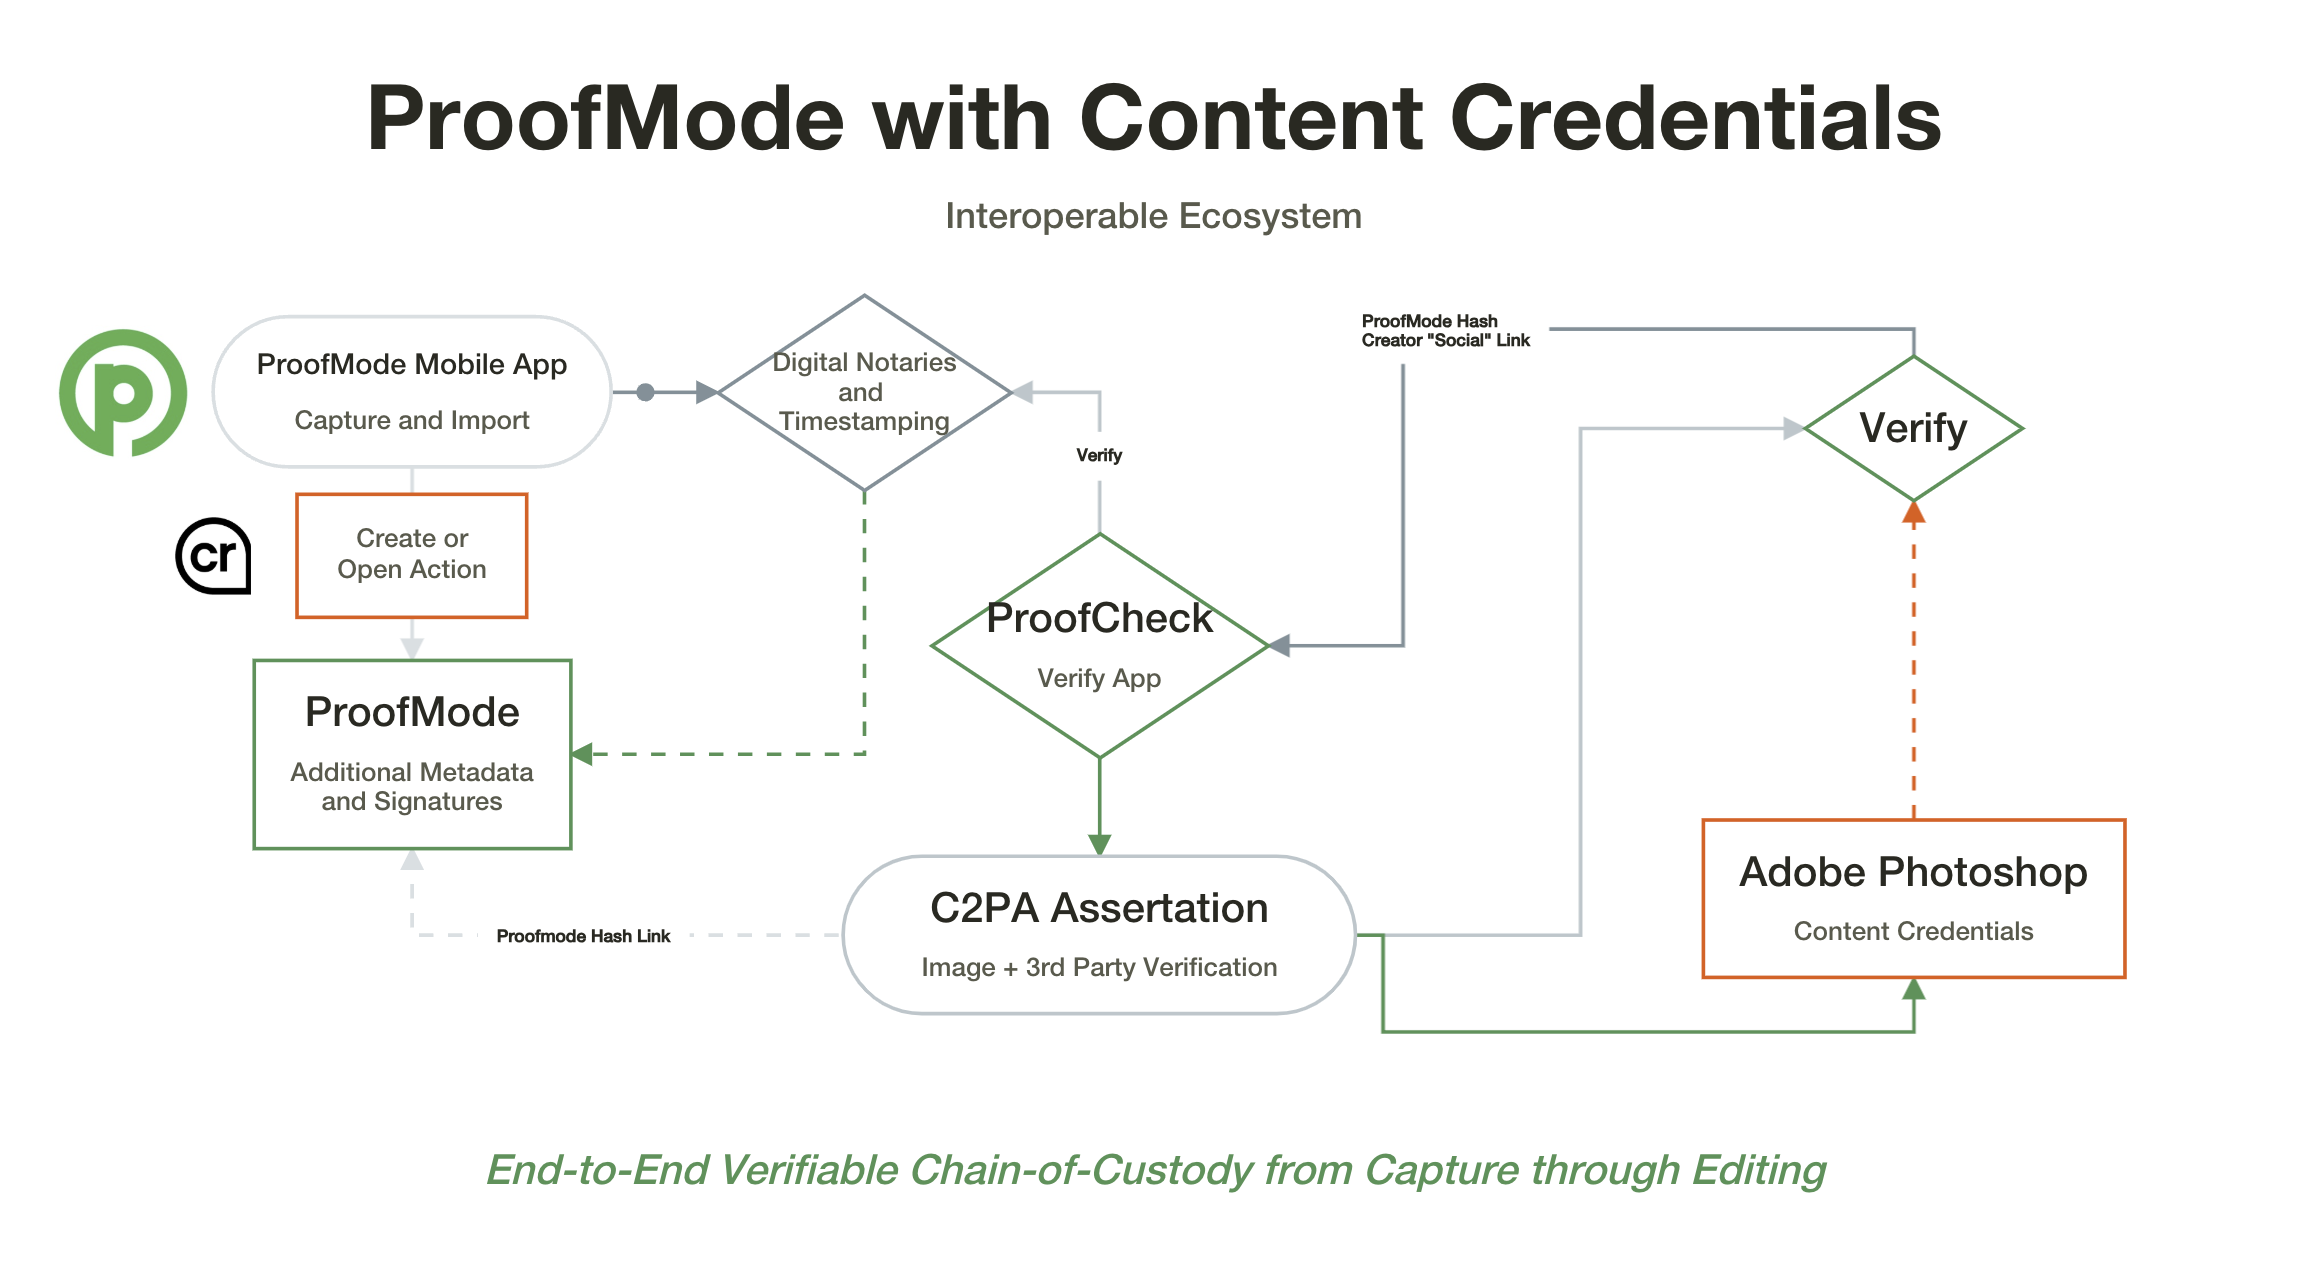 ProofMode with Content Credentials
Interoperable Ecosystem
ProofMode Mobile App
Capture and Import
Digital Notaries
and
Timestamping
ProofMode Hash
Creator "Social" Link
Verify
Verify
cr
Create or
Open Action
ProofCheck
Verify App
ProofMode
Additional Metadata
and Signatures
Adobe Photoshop
Content Credentials
C2PA Assertation
Image + 3rd Party Verification
Proofmode Hash Link
End-to-End Verifiable Chain-of-Custody from Capture through Editing